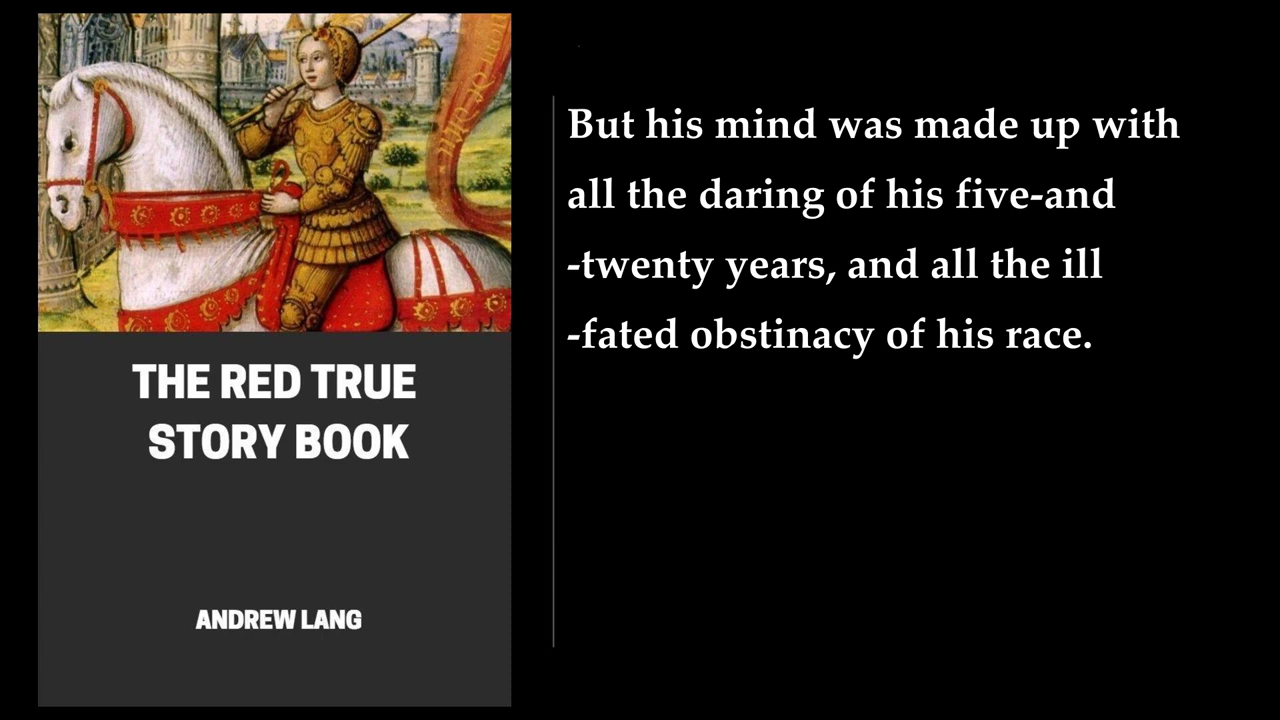 THE RED TRUE
STORY BOOK
ANDREW LANG
But his mind was made up with
all the daring of his five-and
-twenty years, and all the ill
-fated obstinacy of his race.